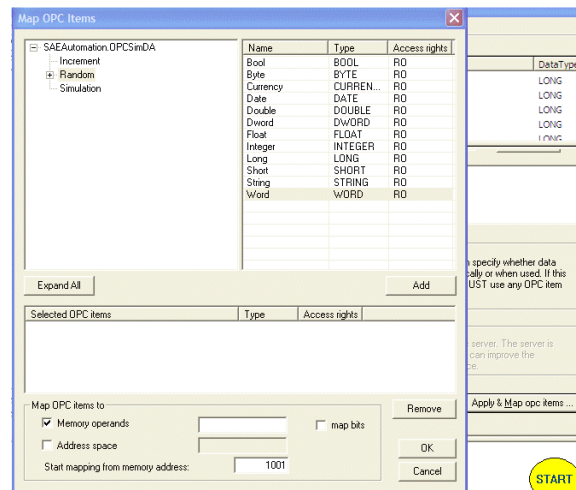 Map OPC Items
SAEAutomation.OPCSimDA
Increment
Random
Simulation
Name Type Access rights
Bool BOOL RO
Byte BYTE RO
Currency CURREN... RO
Date DATE RO
Double DOUBLE RO
Dword DWORD RO
Float FLOAT RO
Integer INTEGER RO
Long LONG RO
Short SHORT RO
String STRING RO
Word WORD RO
Expand All Add
Selected OPC items Type Access rights
Map OPC items to
Memory operands map bits
Address space
Start mapping from memory address: 1001
Remove
OK
Cancel
DataType
LONG
LONG
LONG
LONG
LONG
specify whether data
cally or when used. If this
UST use any OPC item
server. The server is
can improve the
ce.
Apply & Map opc items ...
START